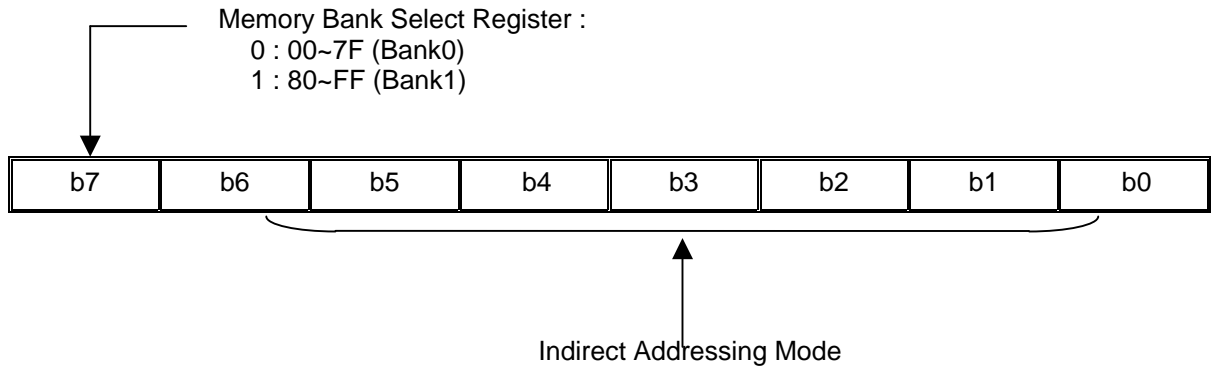 Memory Bank Select Register :
0 : 00~7F (Bank0)
1 : 80~FF (Bank1)
b7 b6 b5 b4 b3 b2 b1 b0
Indirect Addressing Mode